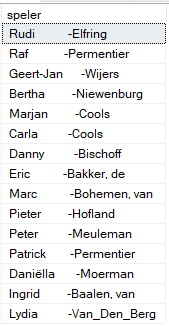 speler
Rudi -Elfring
Raf -Permentier
Geert-Jan -Wijers
Bertha -Niewenburg
Marjan -Cools
Carla -Cools
Danny -Bischoff
Eric -Bakker, de
Marc -Bohemen, van
Pieter -Hofland
Peter -Meuleman
Patrick -Permentier
Daniëlla -Moerman
Ingrid -Baalen, van
Lydia -Van_Den_Berg